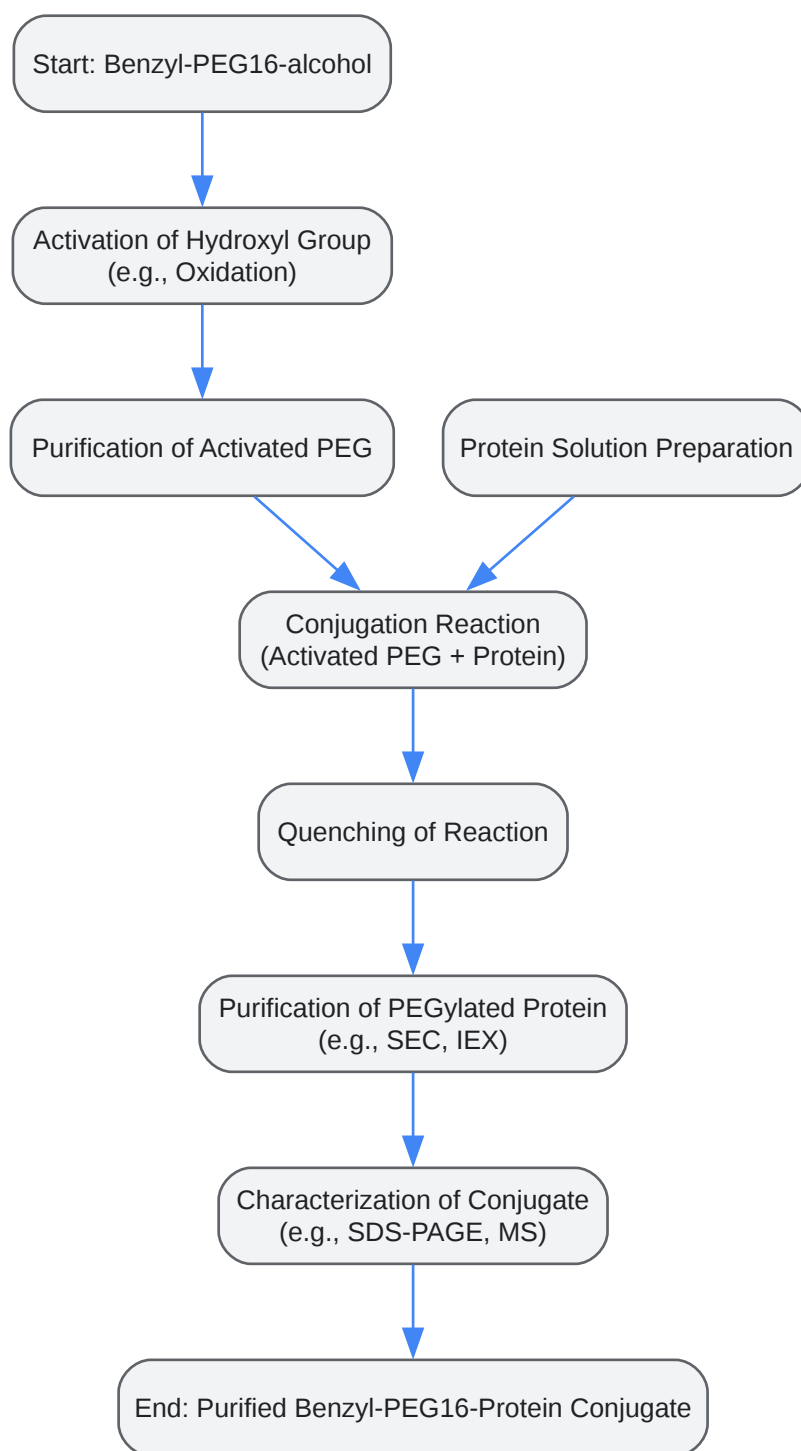 Start: Benzyl-PEG16-alcohol
Activation of Hydroxyl Group
(e.g., Oxidation)
Purification of Activated PEG
Protein Solution Preparation
Conjugation Reaction
(Activated PEG + Protein)
Quenching of Reaction
Purification of PEGylated Protein
(e.g., SEC, IEX)
Characterization of Conjugate
(e.g., SDS-PAGE, MS)
End: Purified Benzyl-PEG16-Protein Conjugate